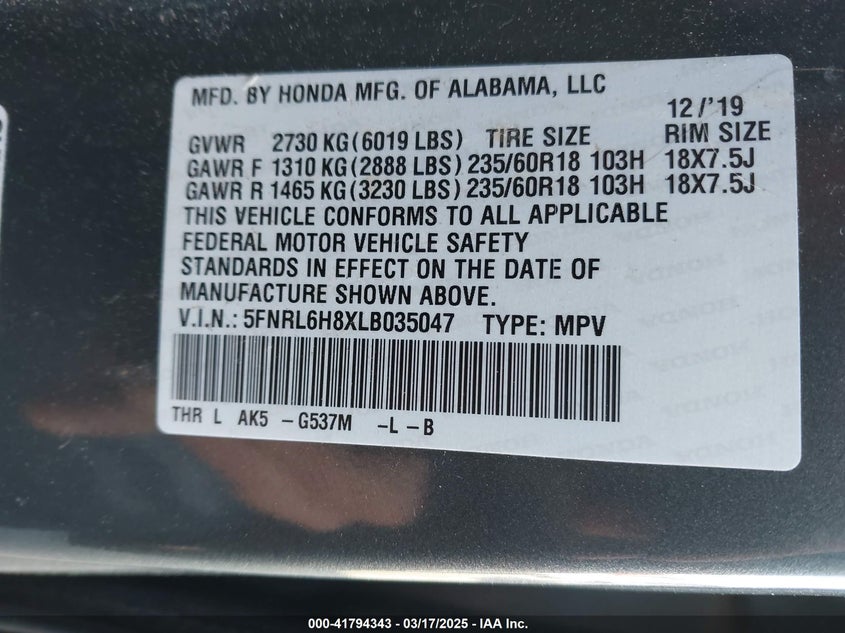 MFD. BY HONDA MFG. OF ALABAMA, LLC
12/'19
GVWR 2730 KG(6019 LBS) TIRE SIZE RIM SIZE
GAWR F 1310 KG(2888 LBS) 235/60R18 103H 18X7.5J
GAWR R 1465 KG(3230 LBS) 235/60R18 103H 18X7.5J
THIS VEHICLE CONFORMS TO ALL APPLICABLE
FEDERAL MOTOR VEHICLE SAFETY
STANDARDS IN EFFECT ON THE DATE OF
MANUFACTURE SHOWN ABOVE.
V.I.N.: 5FNRL6H8XLB035047 TYPE: MPV
THR L AK5 -G537M -L -B
000-41794343 - 03/17/2025 - IAA Inc.